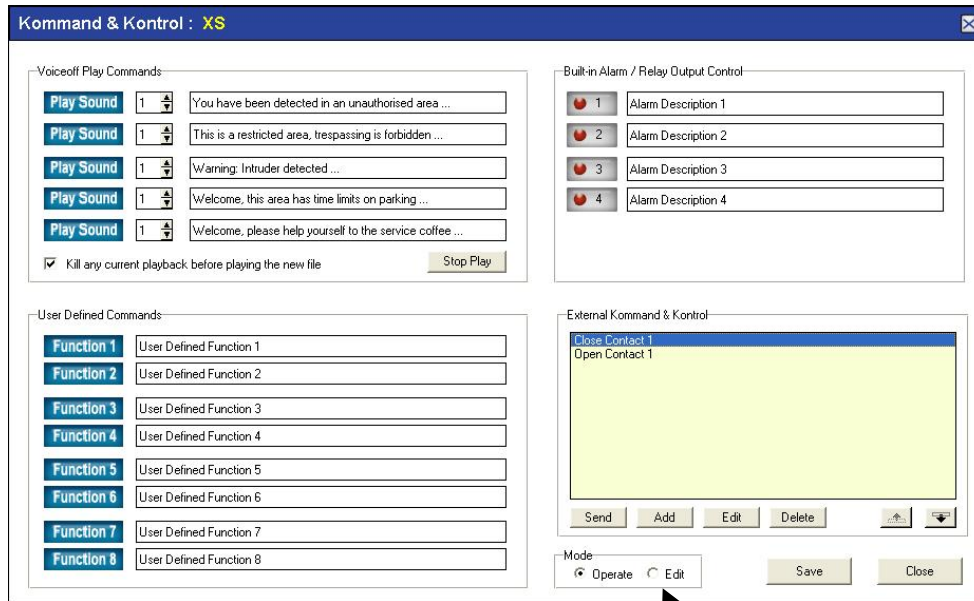 Kommand & Kontrol : XS
Voiceoff Play Commands
Play Sound 1 You have been detected in an unauthorised area ...
Play Sound 1 This is a restricted area, trespassing is forbidden ...
Play Sound 1 Warning: Intruder detected ...
Play Sound 1 Welcome, this area has time limits on parking ...
Play Sound 1 Welcome, please help yourself to the service coffee ...
Kill any current playback before playing the new file Stop Play
Built-in Alarm / Relay Output Control
1 Alarm Description 1
2 Alarm Description 2
3 Alarm Description 3
4 Alarm Description 4
User Defined Commands
Function 1 User Defined Function 1
Function 2 User Defined Function 2
Function 3 User Defined Function 3
Function 4 User Defined Function 4
Function 5 User Defined Function 5
Function 6 User Defined Function 6
Function 7 User Defined Function 7
Function 8 User Defined Function 8
External Kommand & Kontrol
Close Contact 1
Open Contact 1
Send Add Edit Delete
Mode
Operate Edit Save Close